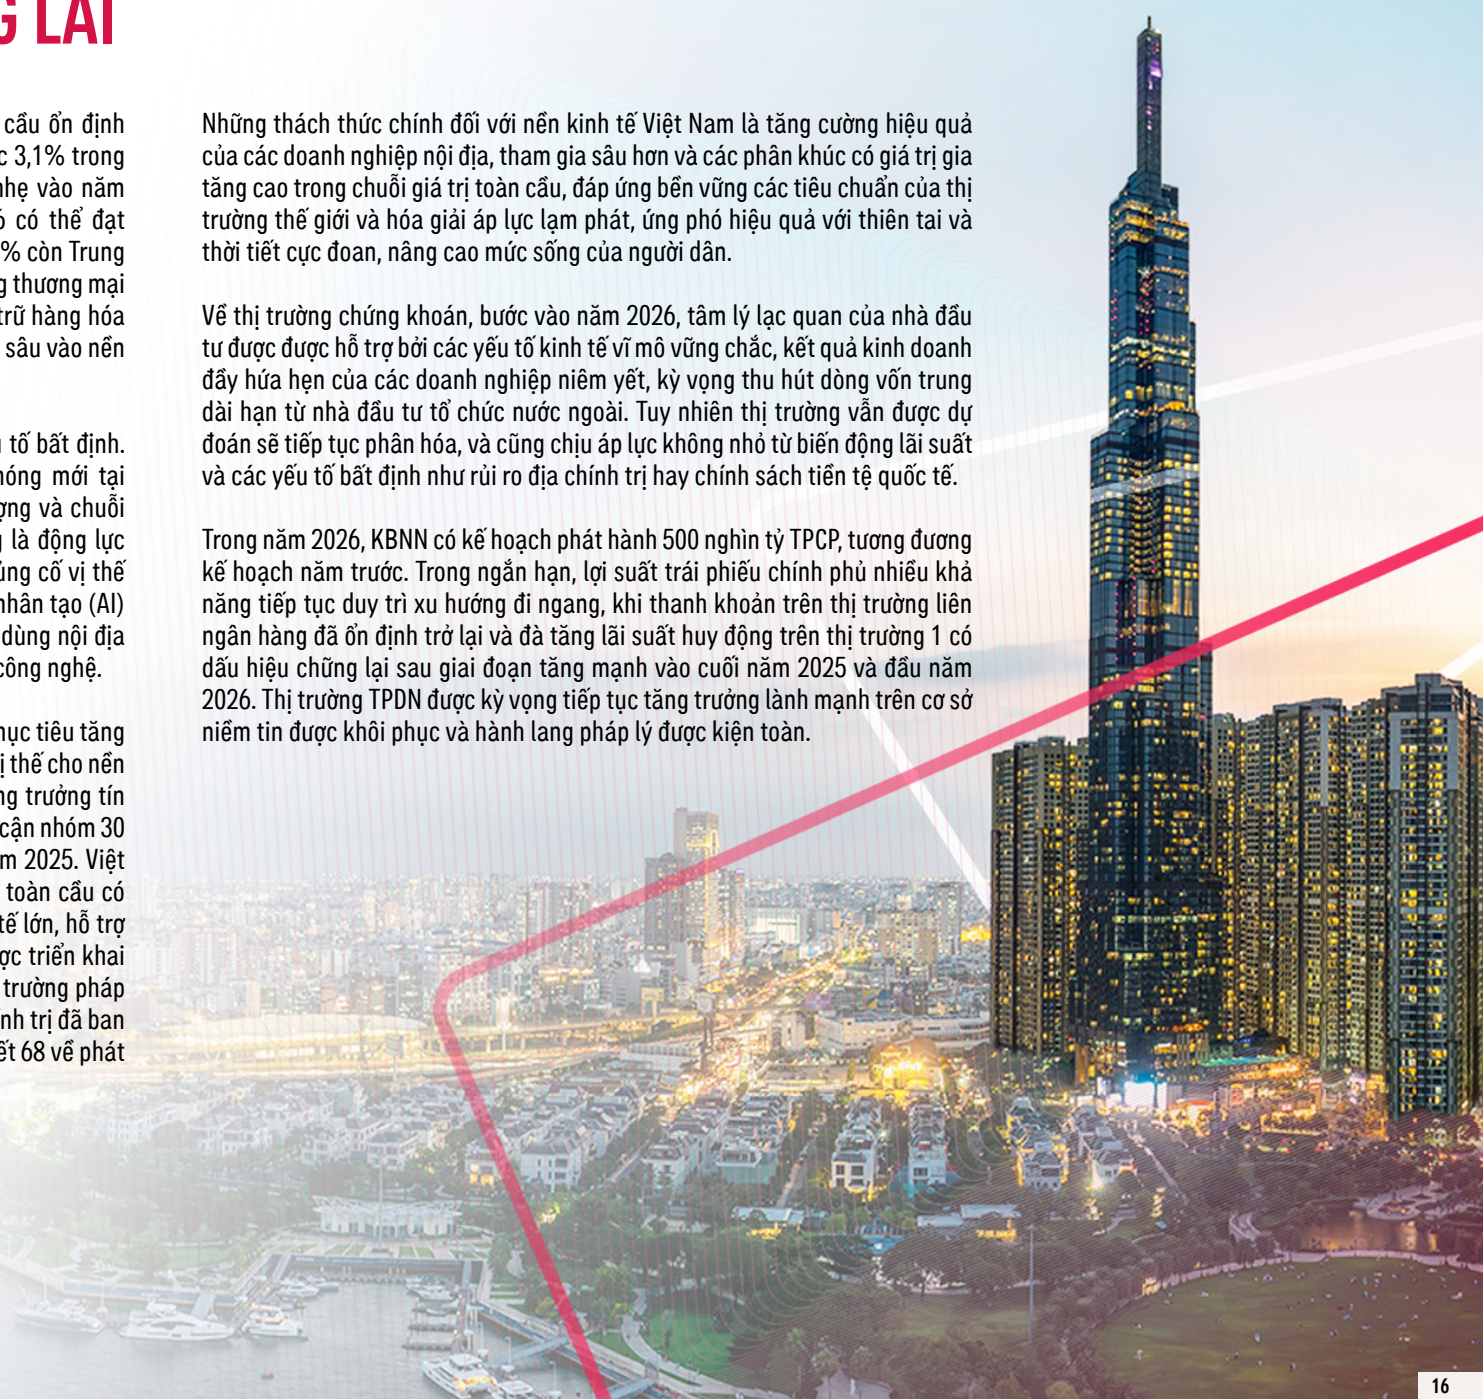 LAI
cầu ổn định
3,1% trong
vào năm
có thể đạt
% còn Trung
thương mại
trữ hàng hóa
sâu vào nền
tố bất định.
mới tại
và chuỗi
là động lực
cố vị thế
nhân tạo (AI)
dùng nội địa
công nghệ.
tiêu tăng
thế cho nền
trưởng tín
cận nhóm 30
2025. Việt
toàn cầu có
tế lớn, hỗ trợ
triển khai
trường pháp
trị đã ban
68 về phát
Những thách thức chính đối với nền kinh tế Việt Nam là tăng cường hiệu quả
của các doanh nghiệp nội địa, tham gia sâu hơn và các phân khúc có giá trị gia
tăng cao trong chuỗi giá trị toàn cầu, đáp ứng bền vững các tiêu chuẩn của thị
trường thế giới và hóa giải áp lực lạm phát, ứng phó hiệu quả với thiên tai và
thời tiết cực đoan, nâng cao mức sống của người dân.
Về thị trường chứng khoán, bước vào năm 2026, tâm lý lạc quan của nhà đầu
tư được được hỗ trợ bởi các yếu tố kinh tế vĩ mô vững chắc, kết quả kinh doanh
đầy hứa hẹn của các doanh nghiệp niêm yết, kỳ vọng thu hút dòng vốn trung
dài hạn từ nhà đầu tư tổ chức nước ngoài. Tuy nhiên thị trường vẫn được dự
đoán sẽ tiếp tục phân hóa, và cũng chịu áp lực không nhỏ từ biến động lãi suất
và các yếu tố bất định như rủi ro địa chính trị hay chính sách tiền tệ quốc tế.
Trong năm 2026, KBNN có kế hoạch phát hành 500 nghìn tỷ TPCP, tương đương
kế hoạch năm trước. Trong ngắn hạn, lợi suất trái phiếu chính phủ nhiều khả
năng tiếp tục duy trì xu hướng đi ngang, khi thanh khoản trên thị trường liên
ngân hàng đã ổn định trở lại và đà tăng lãi suất huy động trên thị trường 1 có
dấu hiệu chững lại sau giai đoạn tăng mạnh vào cuối năm 2025 và đầu năm
2026. Thị trường TPDN được kỳ vọng tiếp tục tăng trưởng lành mạnh trên cơ sở
niềm tin được khôi phục và hành lang pháp lý được kiện toàn.
16